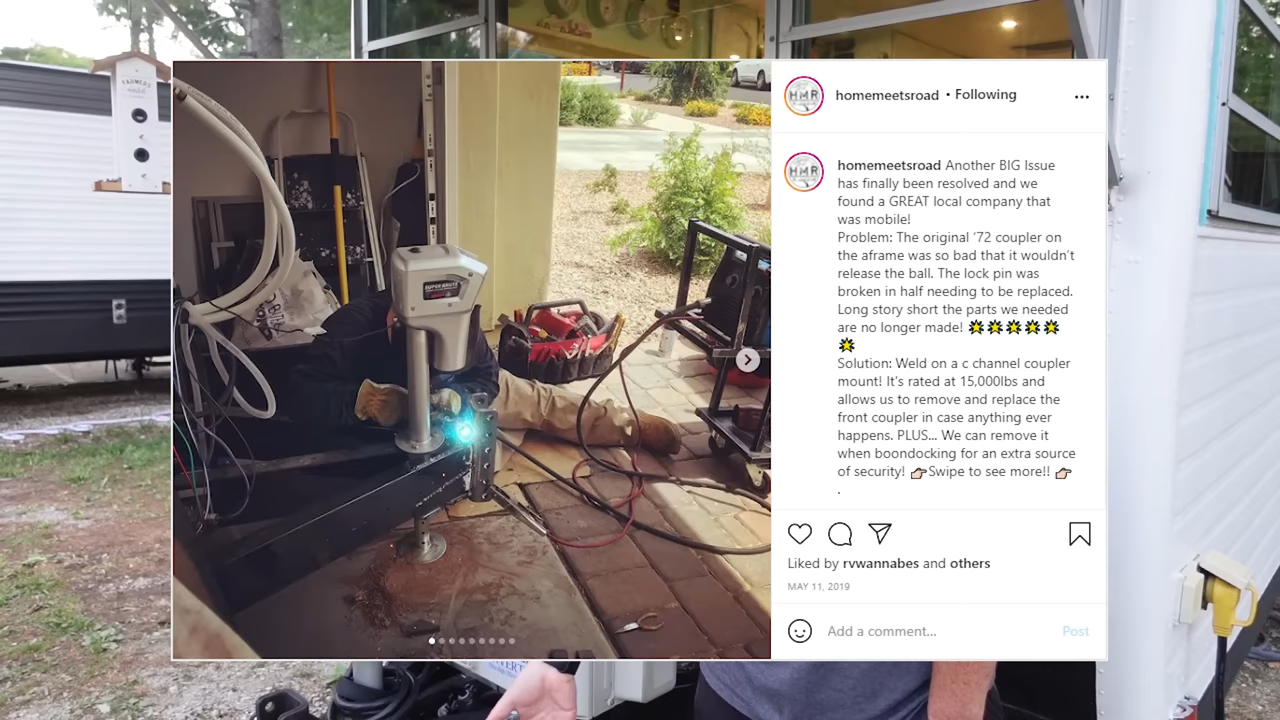 FARMERS
market
HMR
homemeetsroad • Following
HMR
homemeetsroad Another BIG Issue
has finally been resolved and we
found a GREAT local company that
was mobile!
Problem: The original '72 coupler on
the aframe was so bad that it wouldn't
release the ball. The lock pin was
broken in half needing to be replaced.
Long story short the parts we needed
are no longer made!
Solution: Weld on a c channel coupler
mount! It's rated at 15,000lbs and
allows us to remove and replace the
front coupler in case anything ever
happens. PLUS... We can remove it
when boondocking for an extra source
of security! 👉🏻Swipe to see more!! 👉🏻
.
SUPER BRUTE
Liked by rvwannabes and others
MAY 11, 2019
Add a comment...
Post